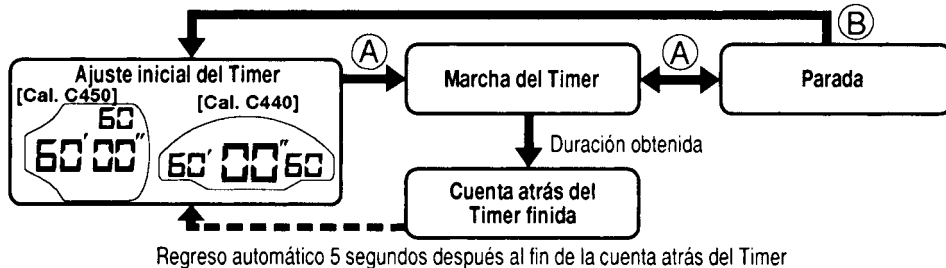 B
Ajuste inicial del Timer
[Cal. C450]
[Cal. C440]
60
60'00"
60' 00" 60
A
Marcha del Timer
A
Parada
Duración obtenida
Cuenta atrás del
Timer finida
Regreso automático 5 segundos después al fin de la cuenta atrás del Timer